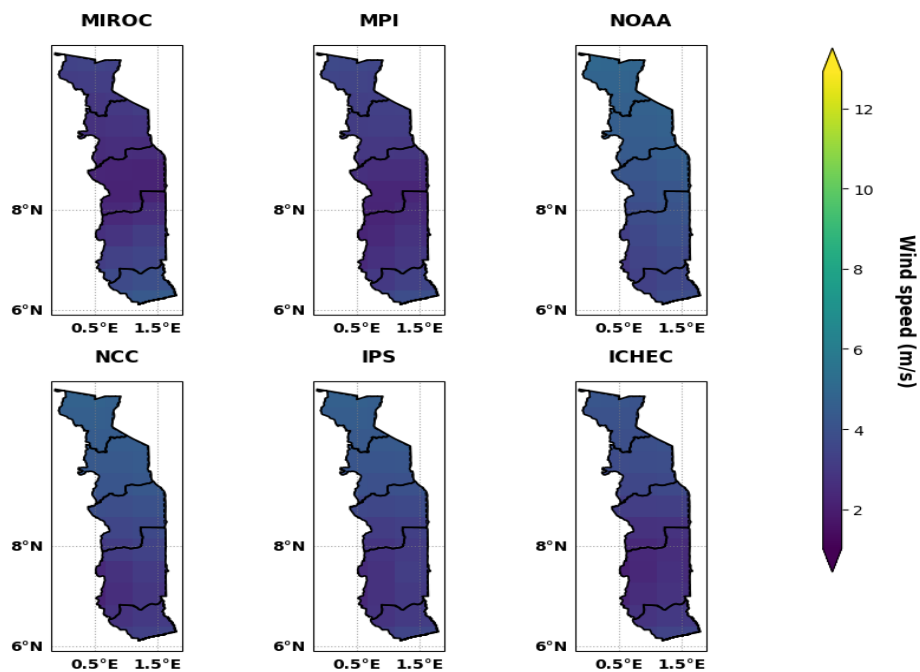 MIROC MPI NOAA
8°N 8°N 8°N
6°N 6°N 6°N
0.5°E 1.5°E 0.5°E 1.5°E 0.5°E 1.5°E
NCC IPS ICHEC
8°N 8°N 8°N
6°N 6°N 6°N
0.5°E 1.5°E 0.5°E 1.5°E 0.5°E 1.5°E
12
10
8
6
4
2
Wind speed (m/s)